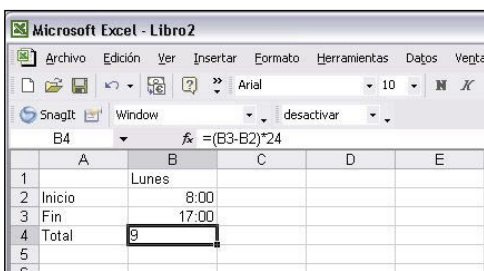 Microsoft Excel - Libro2
Archivo Edición Ver Insertar Formato Herramientas Datos
Arial 10 N K
SnagIt Window desactivar
B4 fx =(B3-B2)*24
A B C D E
1 Lunes
2 Inicio 8:00
3 Fin 17:00
4 Total 9
5